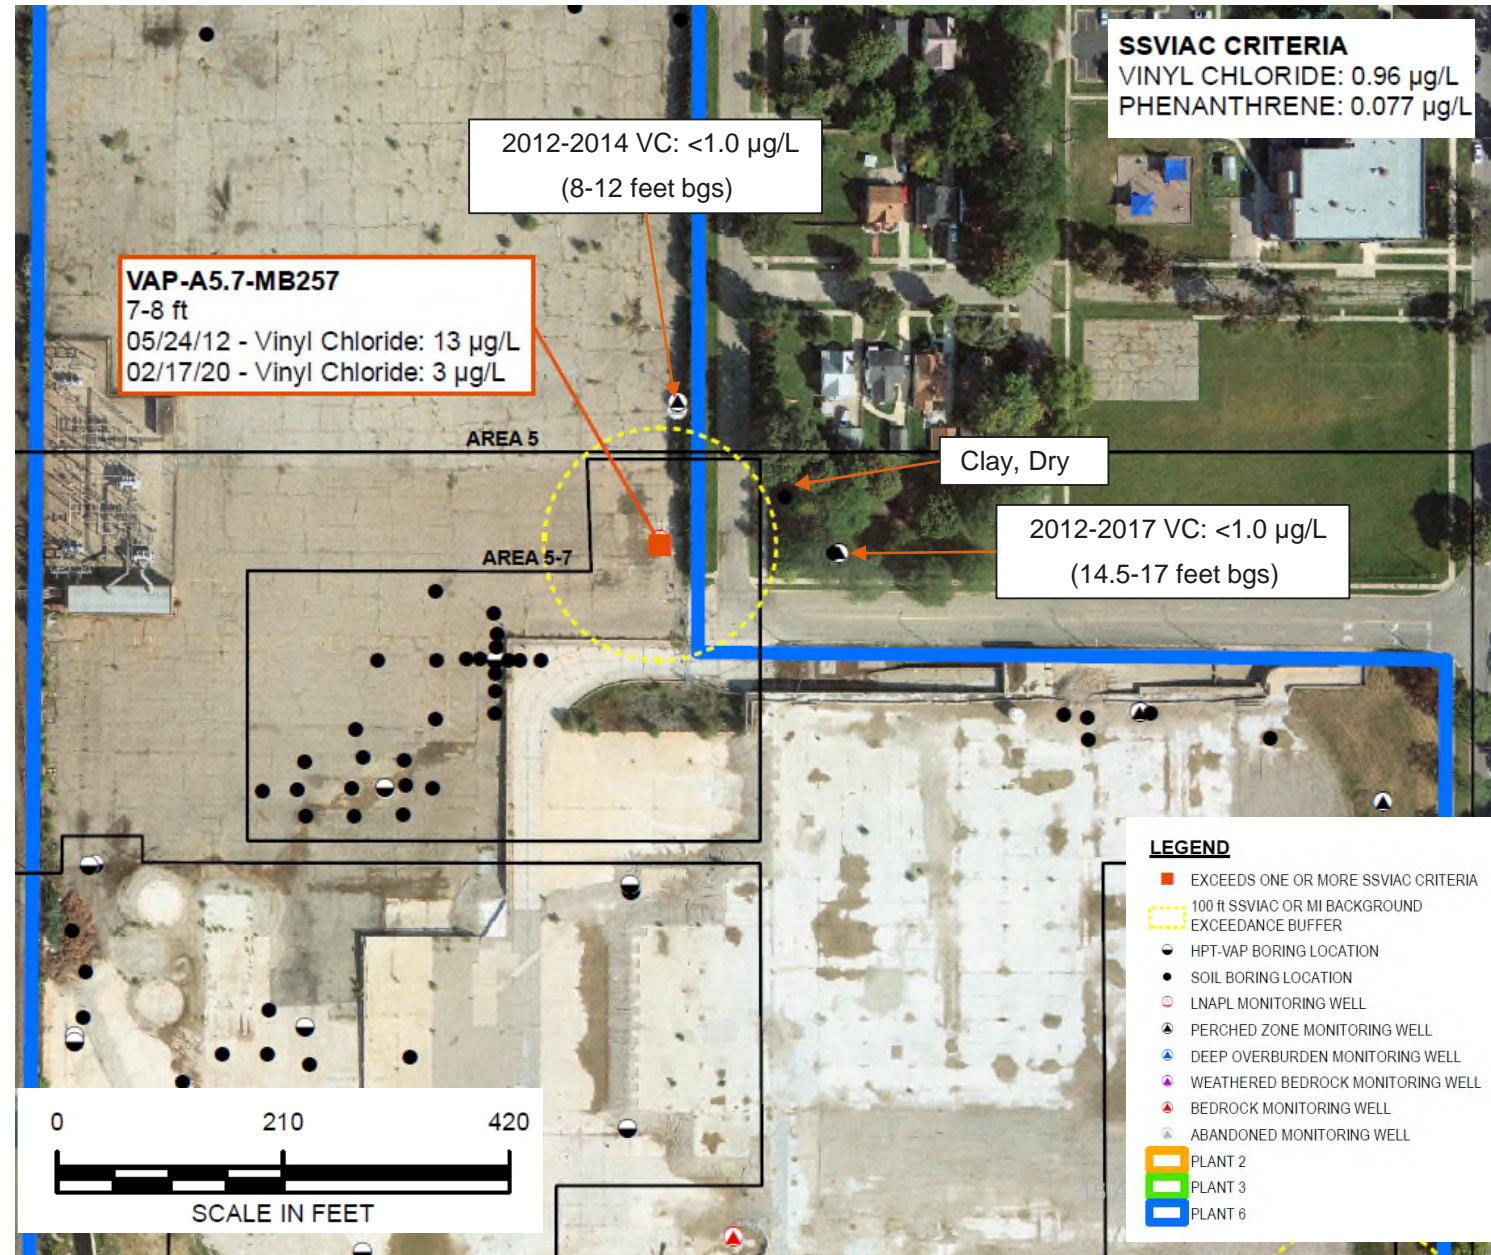 SSVIAC CRITERIA
VINYL CHLORIDE: 0.96 µg/L
PHENANTHRENE: 0.077 µg/L
2012-2014 VC: <1.0 µg/L
(8-12 feet bgs)
VAP-A5.7-MB257
7-8 ft
05/24/12 - Vinyl Chloride: 13 µg/L
02/17/20 - Vinyl Chloride: 3 µg/L
AREA 5
Clay, Dry
2012-2017 VC: <1.0 µg/L
(14.5-17 feet bgs)
AREA 5-7
LEGEND
EXCEEDS ONE OR MORE SSVIAC CRITERIA
100 ft SSVIAC OR MI BACKGROUND
EXCEEDANCE BUFFER
HPT-VAP BORING LOCATION
SOIL BORING LOCATION
LNAPL MONITORING WELL
PERCHED ZONE MONITORING WELL
DEEP OVERBURDEN MONITORING WELL
WEATHERED BEDROCK MONITORING WELL
BEDROCK MONITORING WELL
ABANDONED MONITORING WELL
PLANT 2
PLANT 3
PLANT 6
0 210 420
SCALE IN FEET